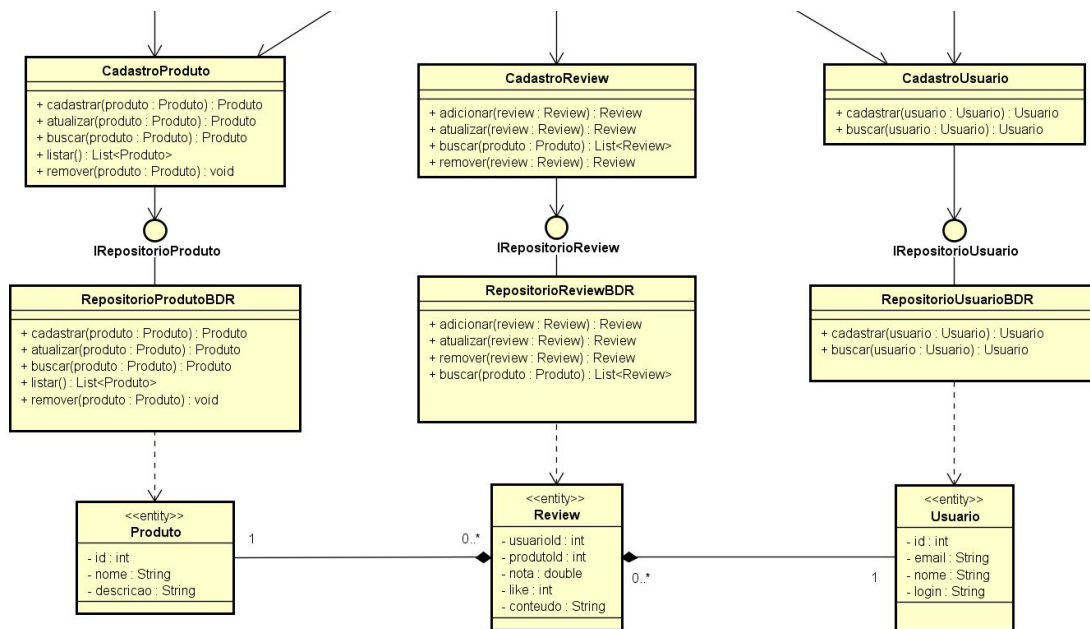 CadastroProduto
+ cadastrar(produto : Produto) : Produto
+ atualizar(produto : Produto) : Produto
+ buscar(produto : Produto) : Produto
+ listar() : List<Produto>
+ remover(produto : Produto) : void
CadastroReview
+ adicionar(review : Review) : Review
+ atualizar(review : Review) : Review
+ buscar(produto : Produto) : List<Review>
+ remover(review : Review) : Review
CadastroUsuario
+ cadastrar(usuario : Usuario) : Usuario
+ buscar(usuario : Usuario) : Usuario
IRepositorioProduto
IRepositorioReview
IRepositorioUsuario
RepositorioProdutoBDR
+ cadastrar(produto : Produto) : Produto
+ atualizar(produto : Produto) : Produto
+ buscar(produto : Produto) : Produto
+ listar() : List<Produto>
+ remover(produto : Produto) : void
RepositorioReviewBDR
+ adicionar(review : Review) : Review
+ atualizar(review : Review) : Review
+ remover(review : Review) : Review
+ buscar(produto : Produto) : List<Review>
RepositorioUsuarioBDR
+ cadastrar(usuario : Usuario) : Usuario
+ buscar(usuario : Usuario) : Usuario
<<entity>>
Produto
- id : int
- nome : String
- descricao : String
1
0..*
<<entity>>
Review
- usuarioId : int
- produtoId : int
- nota : double
- like : int
- conteudo : String
0..*
1
<<entity>>
Usuario
- id : int
- email : String
- nome : String
- login : String